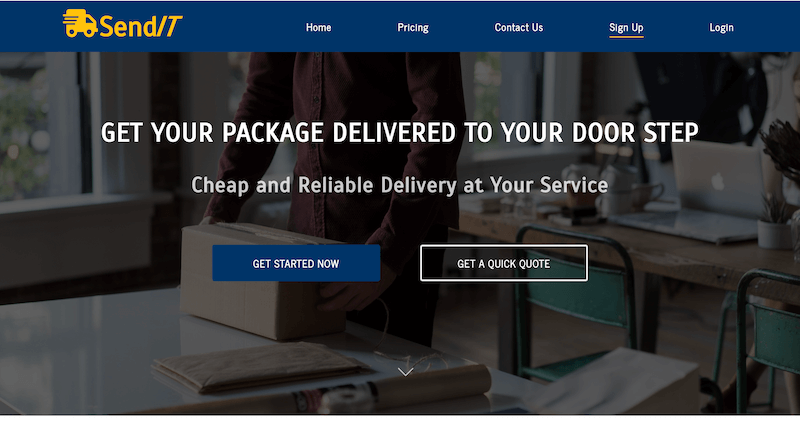 SendIT
Home
Pricing
Contact Us
Sign Up
Login
GET YOUR PACKAGE DELIVERED TO YOUR DOOR STEP
Cheap and Reliable Delivery at Your Service
GET STARTED NOW
GET A QUICK QUOTE